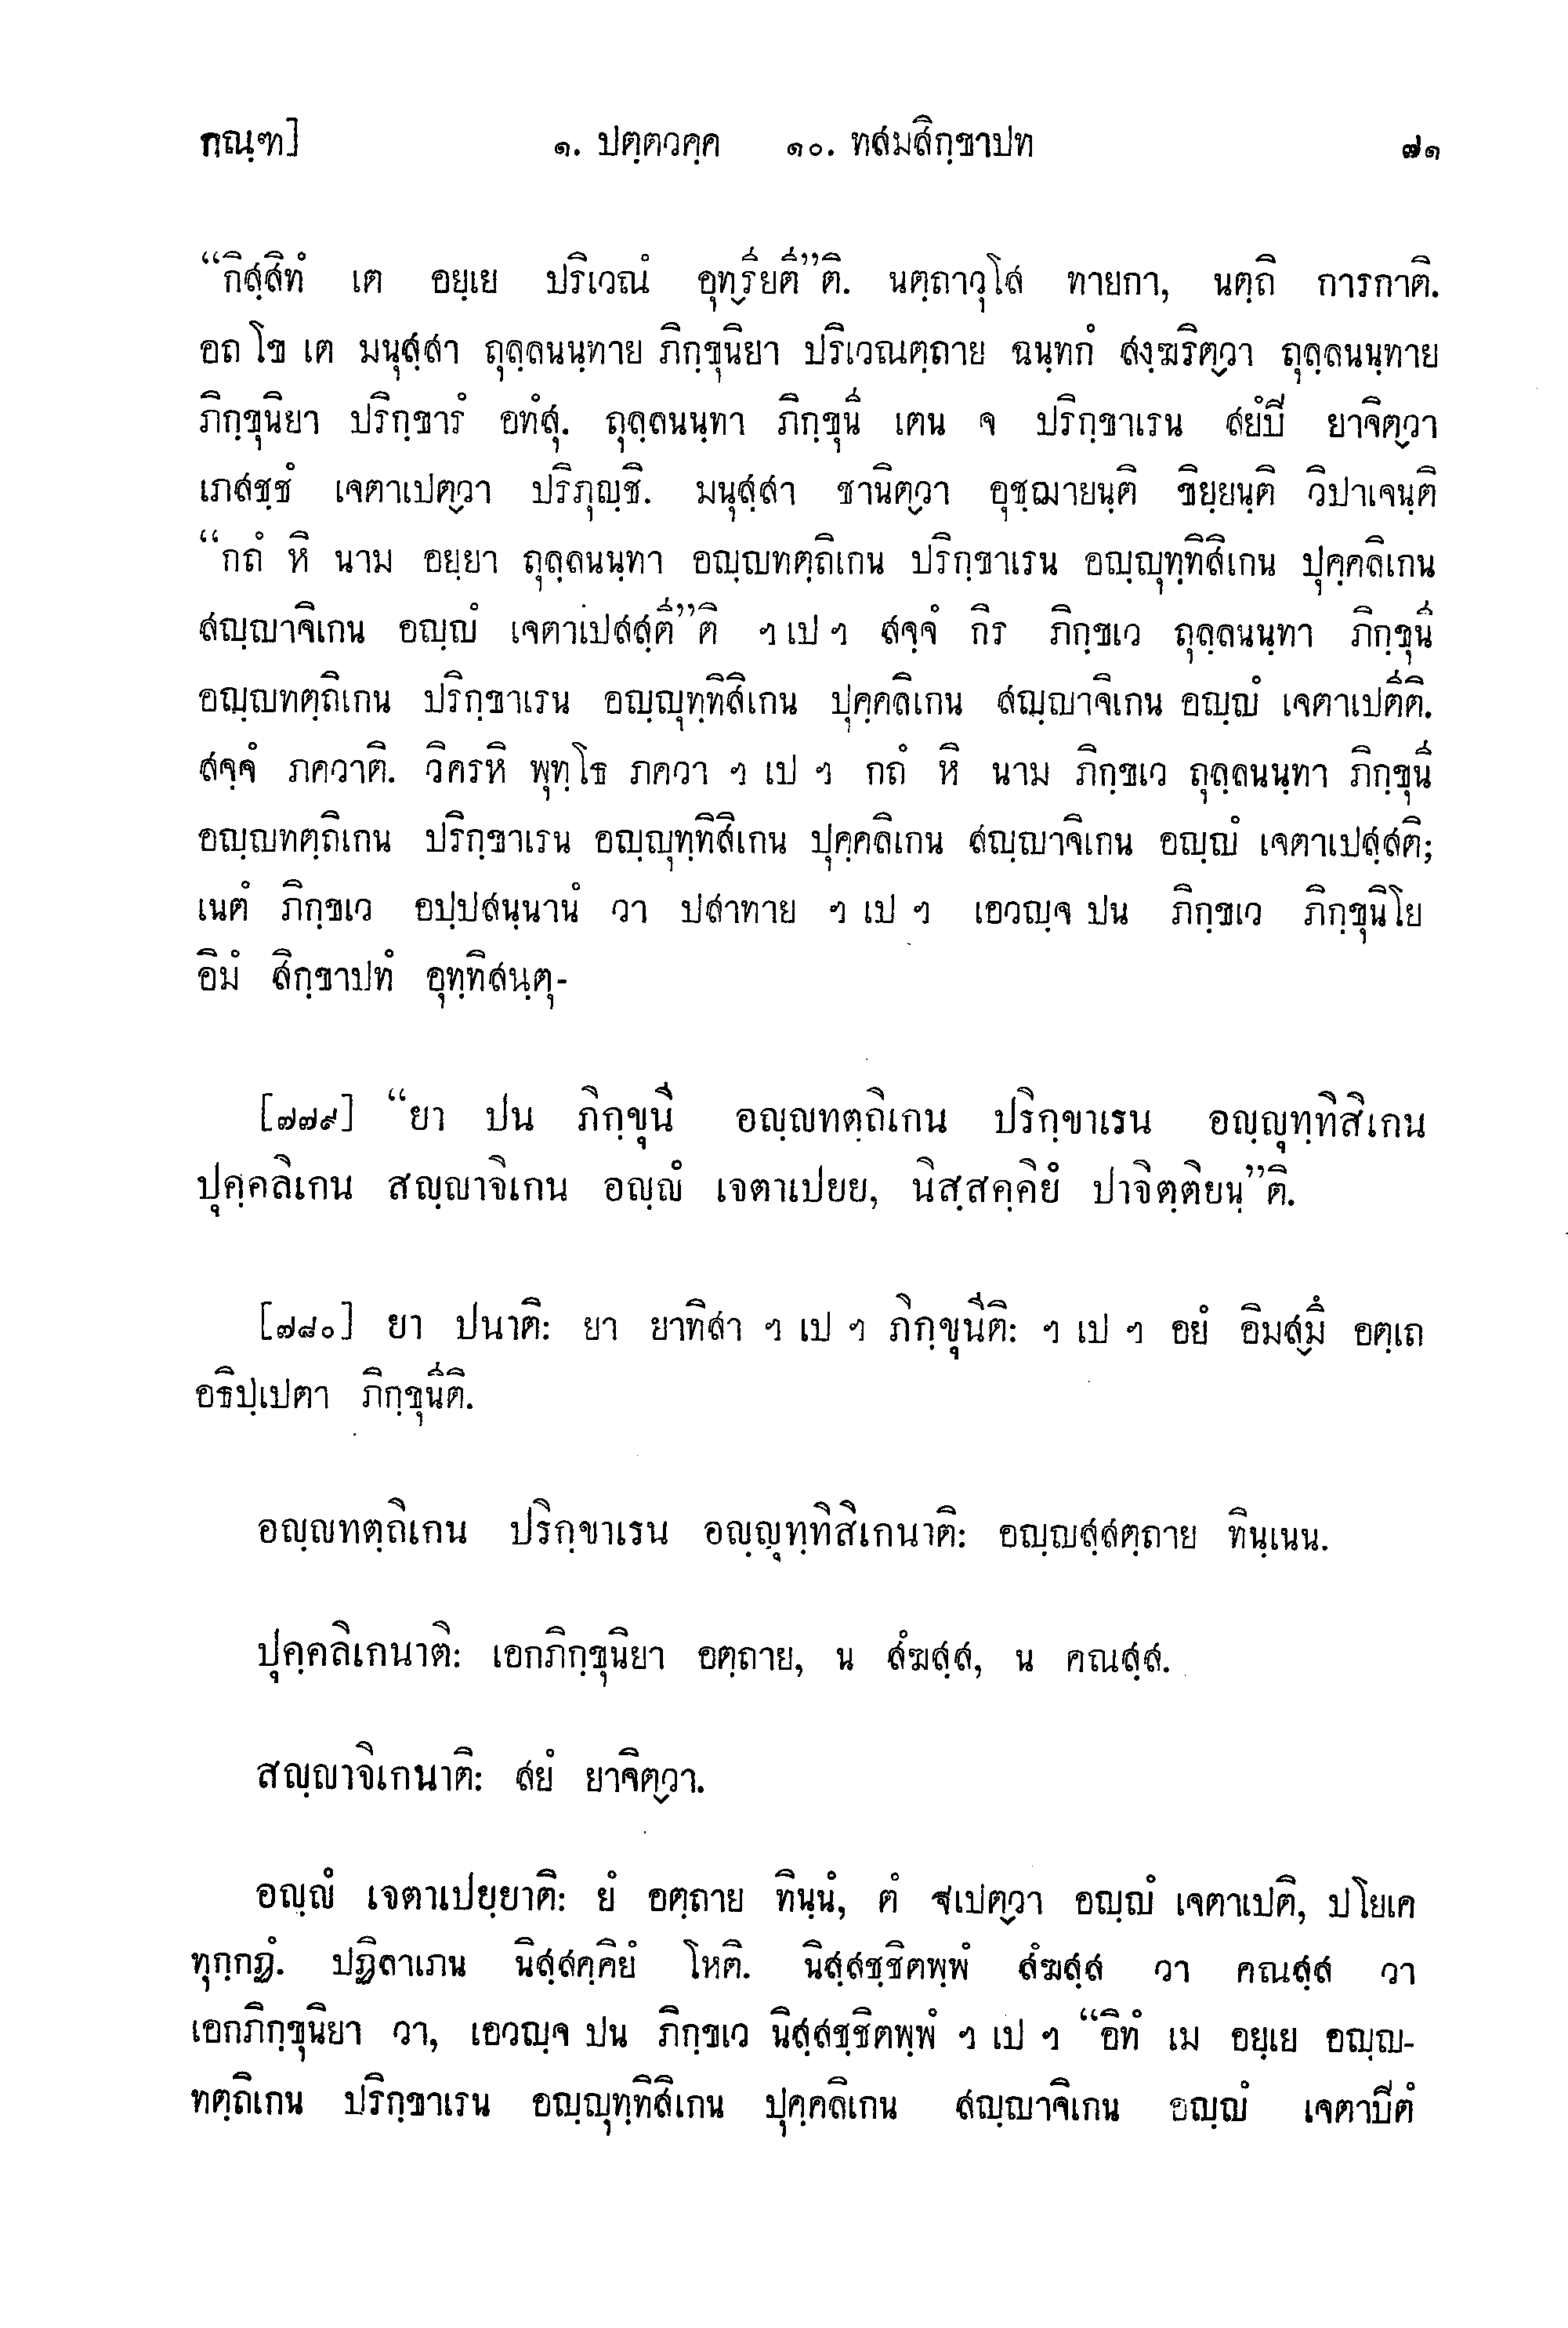 กณฺฑ] ๑. ปตฺตวคฺค ๑๐. ทสมสิกฺขาปท ๗๑
“กิสฺสิทํ เต อยฺเย ปริเวณํ อุทฺรียตี”ติ. นตฺถาวุโส ทายกา, นตฺถิ การกาติ.
อถ โข เต มนุสฺสา ถุลฺลนนฺทาย ภิกฺขุนิยา ปริเวณตฺถาย ฉนฺทกํ สงฺฆริตฺวา ถุลฺลนนฺทาย
ภิกฺขุนิยา ปริกฺขารํ อทํสุ. ถุลฺลนนฺทา ภิกฺขุนี เตน จ ปริกฺขาเรน สยํปี ยาจิตฺวา
เภสชฺชํ เจตาเปตฺวา ปริภุญฺชิ. มนุสฺสา ชานิตฺวา อุชฺฌายนฺติ ขิยฺยนฺติ วิปาเจนฺติ
“กถํ หิ นาม อยฺยา ถุลฺลนนฺทา อญฺญทตฺถิเกน ปริกฺขาเรน อญฺญุทฺทิสิเกน ปุคฺคลิเกน
สญฺญาจิเกน อญฺญํ เจตาเปสฺสตี”ติ ฯ เป ฯ สจฺจํ กิร ภิกฺขเว ถุลฺลนนฺทา ภิกฺขุนี
อญฺญทตฺถิเกน ปริกฺขาเรน อญฺญุทฺทิสิเกน ปุคฺคลิเกน สญฺญาจิเกน อญฺญํ เจตาเปตีติ.
สจฺจํ ภควาติ. วิครหิ พุทฺโธ ภควา ฯ เป ฯ กถํ หิ นาม ภิกฺขเว ถุลฺลนนฺทา ภิกฺขุนี
อญฺญทตฺถิเกน ปริกฺขาเรน อญฺญุทฺทิสิเกน ปุคฺคลิเกน สญฺญาจิเกน อญฺญํ เจตาเปสฺสติ;
เนตํ ภิกฺขเว อปฺปสนฺนานํ วา ปสาทาย ฯ เป ฯ เอวญฺจ ปน ภิกฺขเว ภิกฺขุนิโย
อิมํ สิกฺขาปทํ อุทฺทิสนฺตุ-
[๗๗๙] “ยา ปน ภิกฺขุนี อญฺญทตฺถิเกน ปริกฺขาเรน อญฺญุทฺทิสิเกน
ปุคฺคลิเกน สญฺญาจิเกน อญฺญํ เจตาเปยย, นิสฺสคฺคิยํ ปาจิตฺติยนฺ”ติ.
[๗๘๐] ยา ปนาติ: ยา ยาทิสา ฯ เป ฯ ภิกฺขุนีติ: ฯ เป ฯ อยํ อิมสฺมึ อตฺเถ
อธิปฺเปตา ภิกฺขุนีติ.
อญฺญทตฺถิเกน ปริกฺขาเรน อญฺญุทฺทิสิเกนาติ: อญฺญสฺสตฺถาย ทินฺเนน.
ปุคฺคลิเกนาติ: เอกภิกฺขุนิยา อตฺถาย, น สํฆสฺส, น คณสฺส.
สญฺญาจิเกนาติ: สยํ ยาจิตฺวา.
อญฺญํ เจตาเปยฺยาติ: ยํ อตฺถาย ทินฺนํ, ตํ ฐเปตฺวา อญฺญํ เจตาเปติ, ปโยเค
ทุกฺกฏํ. ปฏิลาเภน นิสฺสคฺคิยํ โหติ. นิสฺสชฺชิตพฺพํ สํฆสฺส วา คณสฺส วา
เอกภิกฺขุนิยา วา, เอวญฺจ ปน ภิกฺขเว นิสฺสชฺชิตพฺพํ ฯ เป ฯ “อิทํ เม อยฺเย อญฺญ-
ทตฺถิเกน ปริกฺขาเรน อญฺญุทฺทิสิเกน ปุคฺคลิเกน สญฺญาจิเกน อญฺญํ เจตาปีตํ